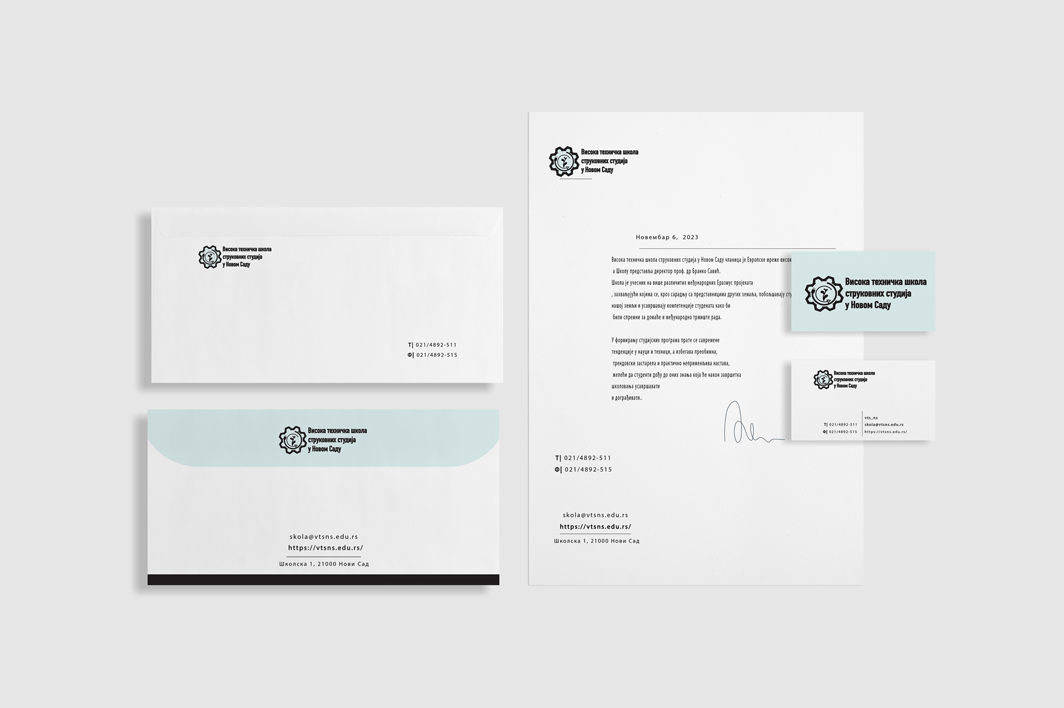 Висока техничка школа
струковних студија
у Новом Саду
Т| 021/4892-511
Ф| 021/4892-515
Висока техничка школа
струковних студија
у Новом Саду
skola@vtsns.edu.rs
https://vtsns.edu.rs/
Школска 1, 21000 Нови Сад
Висока техничка школа
струковних студија
у Новом Саду
Новембар 6, 2023
Висока техничка школа струковних студија у Новом Саду чланица је Европске мреже
а Школу представља директор проф. др Бранко Савић.
Школа је учесник на више различитих међународних Еразмус пројеката
, захваљујући којима се, кроз сарадњу са представницима других земаља, побољшавају
нашој земљи и усавршавају компетенције студената како би
били спремни за домаће и међународно тржиште рада.
У формирању студијских програма прате се савремене
тенденције у науци и техници, а избегава преобимна,
трендовски застарела и практично непримењива настава,
желећи да студенти дођу до оних знања која ће након завршетка
школовања усавршавати
и дограђивати..
Т| 021/4892-511
Ф| 021/4892-515
skola@vtsns.edu.rs
https://vtsns.edu.rs/
Школска 1, 21000 Нови Сад
Висока техничка школа
струковних студија
у Новом Саду
Висока техничка школа
струковних студија
у Новом Саду
vts_ns
Т| 021/4892-511 skola@vtsns.edu.rs
Ф| 021/4892-515 https://vtsns.edu.rs/